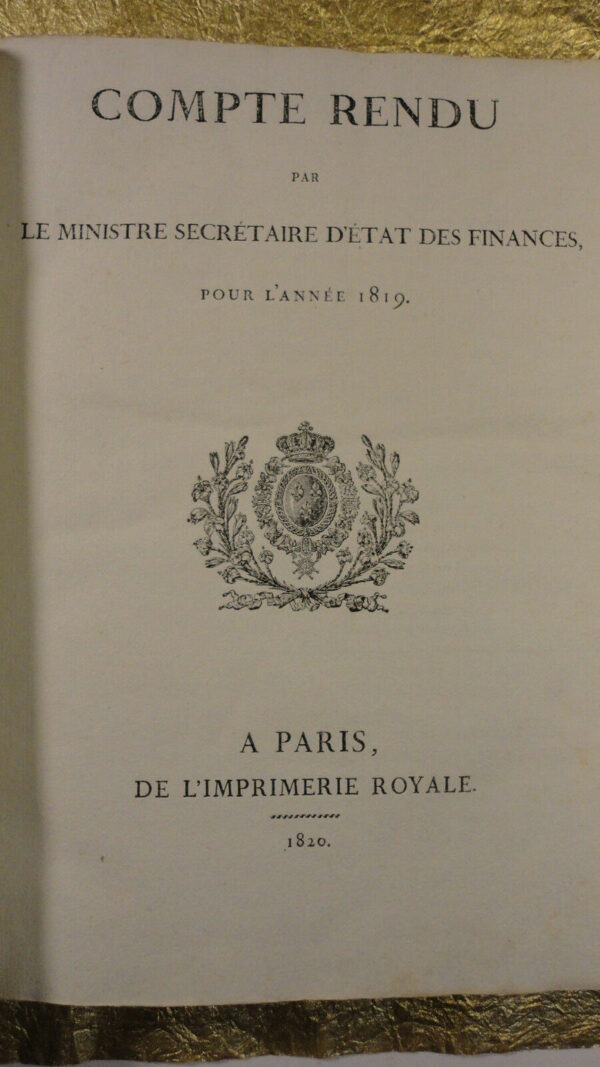 COMPTE RENDU
PAR
LE MINISTRE SECRÉTAIRE D'ÉTAT DES FINANCES,
POUR L'ANNÉE 1819.
A PARIS,
DE L'IMPRIMERIE ROYALE.
1820.